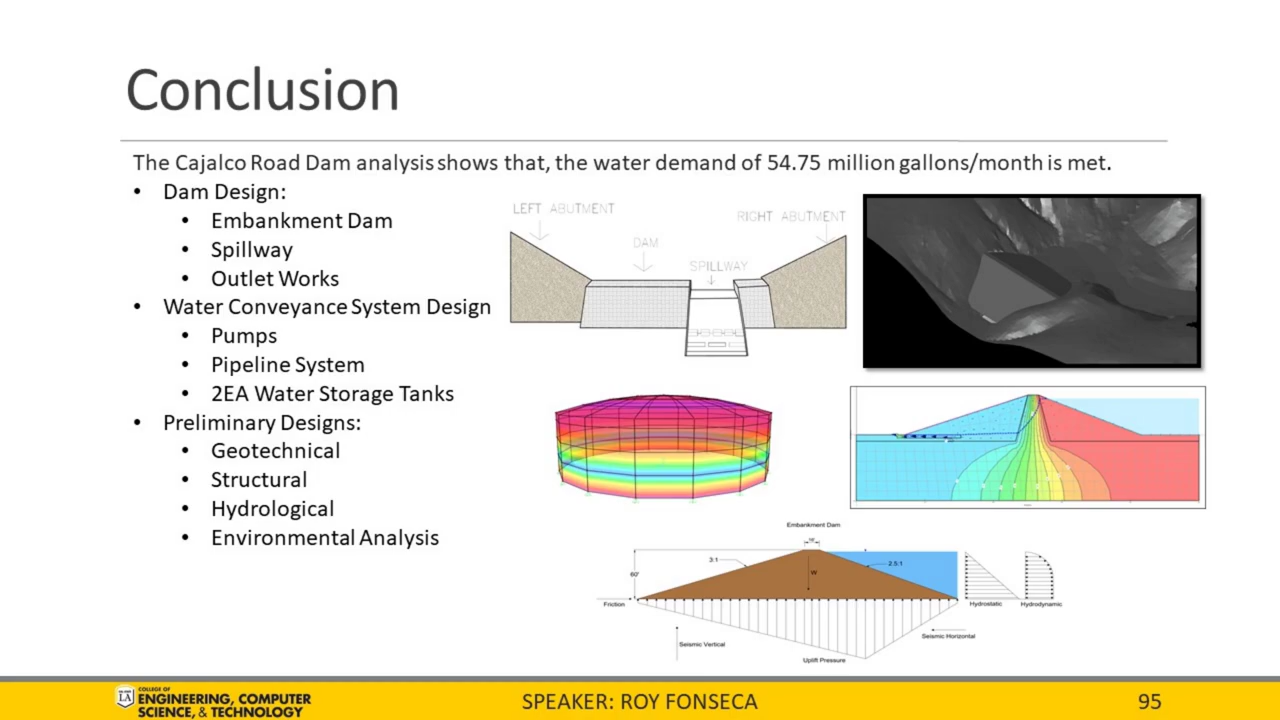 Conclusion
The Cajalco Road Dam analysis shows that, the water demand of 54.75 million gallons/month is met.
• Dam Design:
• Embankment Dam
• Spillway
• Outlet Works
• Water Conveyance System Design
• Pumps
• Pipeline System
• 2EA Water Storage Tanks
• Preliminary Designs:
• Geotechnical
• Structural
• Hydrological
• Environmental Analysis
LEFT ABUTMENT
RIGHT ABUTMENT
DAM
SPILLWAY
Embankment Dam
3:1
2.5:1
60'
W
Friction
Hydrostatic
Hydrodynamic
Seismic Vertical
Seismic Horizontal
Uplift Pressure
LA
COLLEGE OF
ENGINEERING, COMPUTER
SCIENCE, & TECHNOLOGY
SPEAKER: ROY FONSECA
95